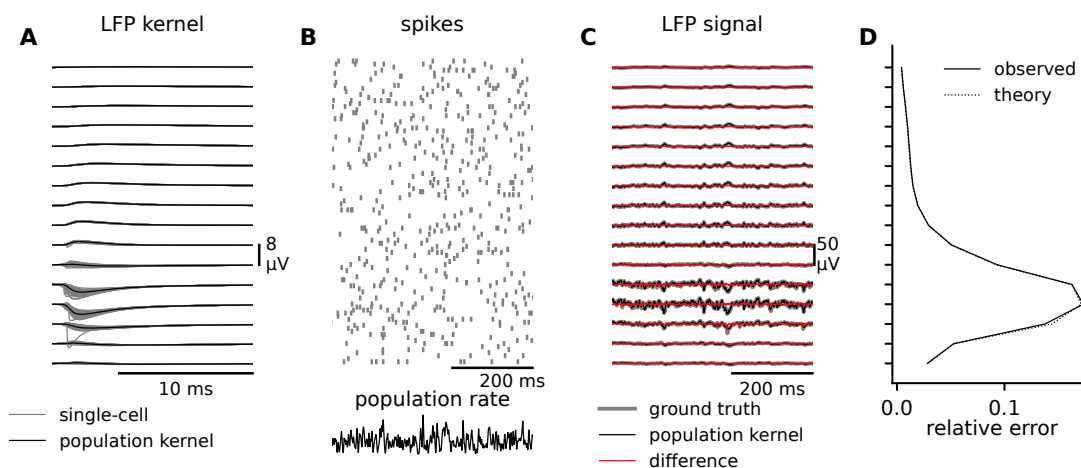 A
LFP kernel
8
µV
10 ms
single-cell
population kernel
B
spikes
200 ms
population rate
C
LFP signal
50
µV
200 ms
ground truth
population kernel
difference
D
observed
theory
0.0
0.1
relative error